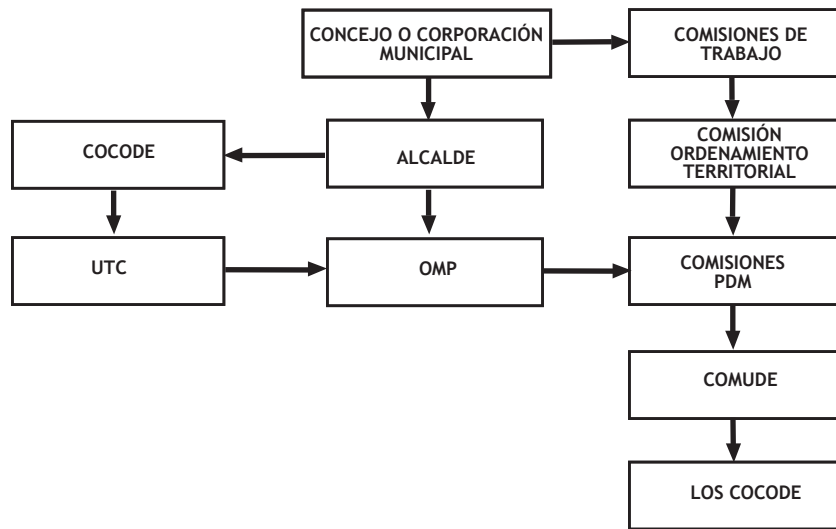 CONCEJO O CORPORACIÓN
MUNICIPAL
COMISIONES DE
TRABAJO
COCODE
ALCALDE
COMISIÓN
ORDENAMIENTO
TERRITORIAL
UTC
OMP
COMISIONES
PDM
COMUDE
LOS COCODE